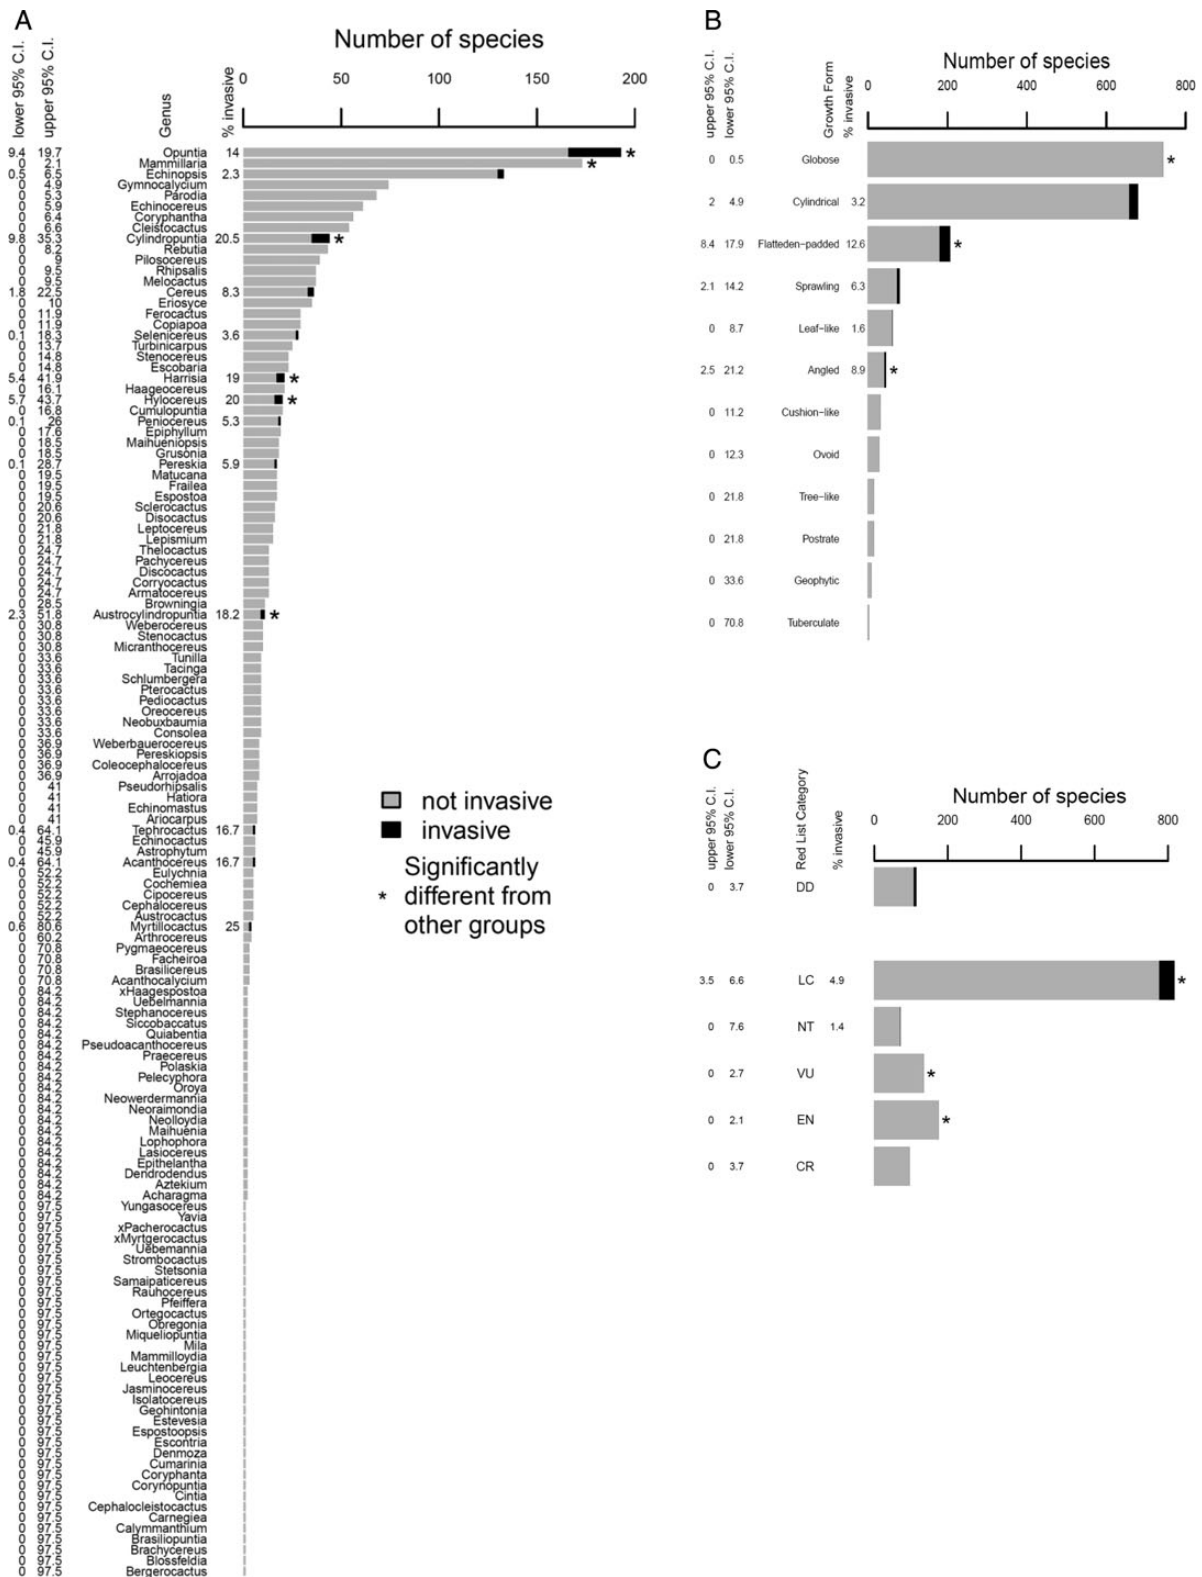 A
Number of species
lower 95% C.I. upper 95% C.I. Genus % invasive
0 50 100 150 200
9.4 19.7 Opuntia 14 *
0 2.1 Mammillaria *
0.5 6.5 Echinopsis 2.3
0 4.9 Gymnocalycium
0 5.3 Parodia
0 5.9 Echinocereus
0 6.4 Coryphantha
0 6.6 Cleistocactus
9.8 35.3 Cylindropuntia 20.5 *
0 8.2 Rebutia
0 9 Pilosocereus
0 9.5 Rhipsalis
0 9.5 Melocactus
1.8 22.5 Cereus 8.3
0 10 Eriosyce
0 11.9 Ferocactus
0 11.9 Copiapoa
0.1 18.3 Selenicereus 3.6
0 13.7 Turbinicarpus
0 14.8 Stenocereus
0 14.8 Escobaria
5.4 41.9 Harrisia 19 *
0 16.1 Haageocereus
5.7 43.7 Hylocereus 20 *
0 16.8 Cumulopuntia
0.1 26 Peniocereus 5.3
0 17.6 Epiphyllum
0 18.5 Maihueniopsis
0 18.5 Grusonia
0.1 28.7 Pereskia 5.9
0 19.5 Matucana
0 19.5 Frailea
0 19.5 Espostoa
0 20.6 Sclerocactus
0 20.6 Disocactus
0 21.8 Leptocereus
0 21.8 Lepismium
0 24.7 Thelocactus
0 24.7 Pachycereus
0 24.7 Discocactus
0 24.7 Corryocactus
0 24.7 Armatocereus
0 28.5 Browningia
2.3 51.8 Austrocylindropuntia 18.2 *
0 30.8 Weberocereus
0 30.8 Stenocactus
0 30.8 Micranthocereus
0 33.6 Tunilla
0 33.6 Tacinga
0 33.6 Schlumbergera
0 33.6 Pterocactus
0 33.6 Pediocactus
0 33.6 Oreocereus
0 33.6 Neobuxbaumia
0 33.6 Consolea
0 36.9 Weberbauerocereus
0 36.9 Pereskiopsis
0 36.9 Coleocephalocereus
0 36.9 Arrojadoa
0 41 Pseudorhipsalis
0 41 Hatiora
0 41 Echinomastus
0 41 Ariocarpus
0.4 64.1 Tephrocactus 16.7
0 45.9 Echinocactus
0 45.9 Astrophytum
0.4 64.1 Acanthocereus 16.7
0 52.2 Eulychnia
0 52.2 Cochemiea
0 52.2 Cipocereus
0 52.2 Cephalocereus
0 52.2 Austrocactus
0.6 80.6 Myrtillocactus 25
0 60.2 Arthrocereus
0 70.8 Pygmaeocereus
0 70.8 Facheiroa
0 70.8 Brasilicereus
0 70.8 Acanthocalycium
0 84.2 xHaagespostoa
0 84.2 Uebelmannia
0 84.2 Stephanocereus
0 84.2 Siccobaccatus
0 84.2 Quiabentia
0 84.2 Pseudoacanthocereus
0 84.2 Praecereus
0 84.2 Polaskia
0 84.2 Pelecyphora
0 84.2 Oroya
0 84.2 Neowerdermannia
0 84.2 Neoraimondia
0 84.2 Neolloydia
0 84.2 Maihuenia
0 84.2 Lophophora
0 84.2 Lasiocereus
0 84.2 Epithelantha
0 84.2 Dendrodendus
0 84.2 Aztekium
0 84.2 Acharagma
0 97.5 Yungasocereus
0 97.5 Yavia
0 97.5 xPacherocactus
0 97.5 xMyrtgerocactus
0 97.5 Uebemannia
0 97.5 Strombocactus
0 97.5 Stetsonia
0 97.5 Samaipaticereus
0 97.5 Rauhocereus
0 97.5 Pfeiffera
0 97.5 Ortegocactus
0 97.5 Obregonia
0 97.5 Miqueliopuntia
0 97.5 Mila
0 97.5 Mammilloydia
0 97.5 Leuchtenbergia
0 97.5 Leocereus
0 97.5 Jasminocereus
0 97.5 Isolatocereus
0 97.5 Geohintonia
0 97.5 Estevesia
0 97.5 Espostoopsis
0 97.5 Escontria
0 97.5 Denmoza
0 97.5 Cumarinia
0 97.5 Coryphanta
0 97.5 Corynopuntia
0 97.5 Cintia
0 97.5 Cephalocleistocactus
0 97.5 Carnegiea
0 97.5 Calymmanthium
0 97.5 Brasiliopuntia
0 97.5 Brachycereus
0 97.5 Blossfeldia
0 97.5 Bergerocactus
not invasive
invasive
* Significantly
different from
other groups
B
Number of species
upper 95% C.I. lower 95% C.I. Growth Form % invasive
0 200 400 600 800
0 0.5 Globose *
2 4.9 Cylindrical 3.2
8.4 17.9 Flatteden-padded 12.6 *
2.1 14.2 Sprawling 6.3
0 8.7 Leaf-like 1.6
2.5 21.2 Angled 8.9 *
0 11.2 Cushion-like
0 12.3 Ovoid
0 21.8 Tree-like
0 21.8 Postrate
0 33.6 Geophytic
0 70.8 Tuberculate
C
Number of species
upper 95% C.I. lower 95% C.I. Red List Category % invasive
0 200 400 600 800
0 3.7 DD
3.5 6.6 LC 4.9 *
0 7.6 NT 1.4
0 2.7 VU *
0 2.1 EN *
0 3.7 CR